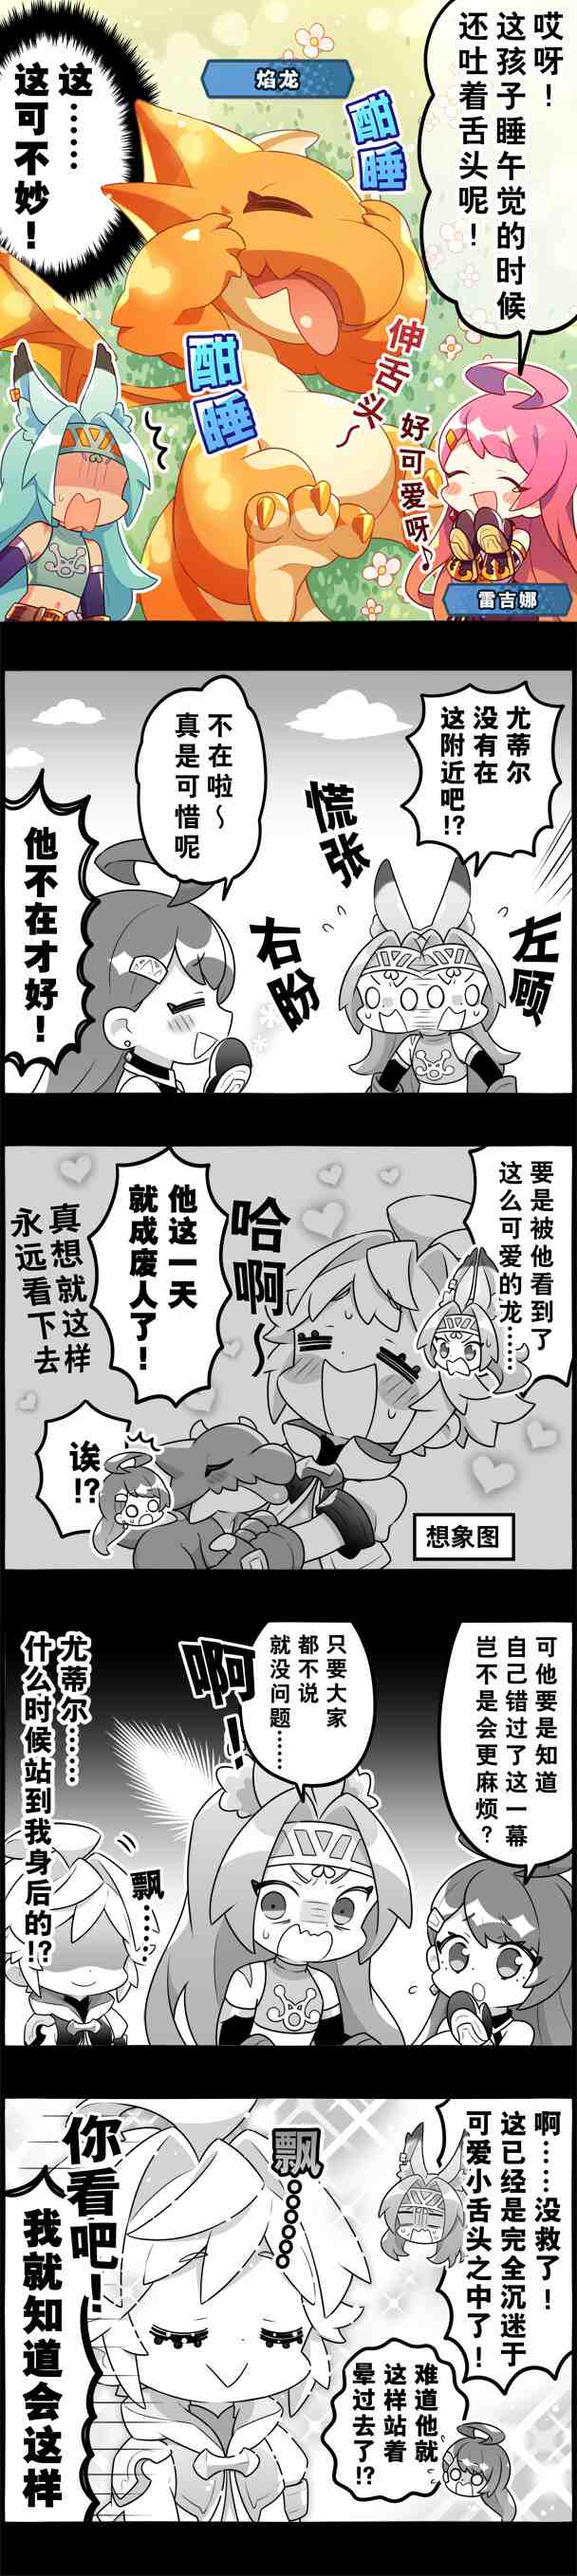 哎呀！
这孩子睡午觉的时候
还吐着舌头呢！
焰龙
酣睡
这……
这可不妙！
酣睡
伸舌头～
好可爱呀♪
雷吉娜
尤蒂尔
没有在
这附近吧!?
慌张
左顾
右盼
不在啦～
真是可惜呢
他不在才好！
要是被他看到了
这么可爱的龙……
哈啊～
他这一天
就成废人了！
真想就这样
永远看下去
诶!?
想象图
可他要是知道
自己错过了这一幕
岂不是会更麻烦？
只要大家
都不说
就没问题……
啊！
飘……
尤蒂尔……
什么时候站到我身后的!?
啊……没救了！
这已经是完全沉迷于
可爱小舌头之中了！
飘……
难道他就
这样站着
晕过去了!?
你看吧！
我就知道会这样